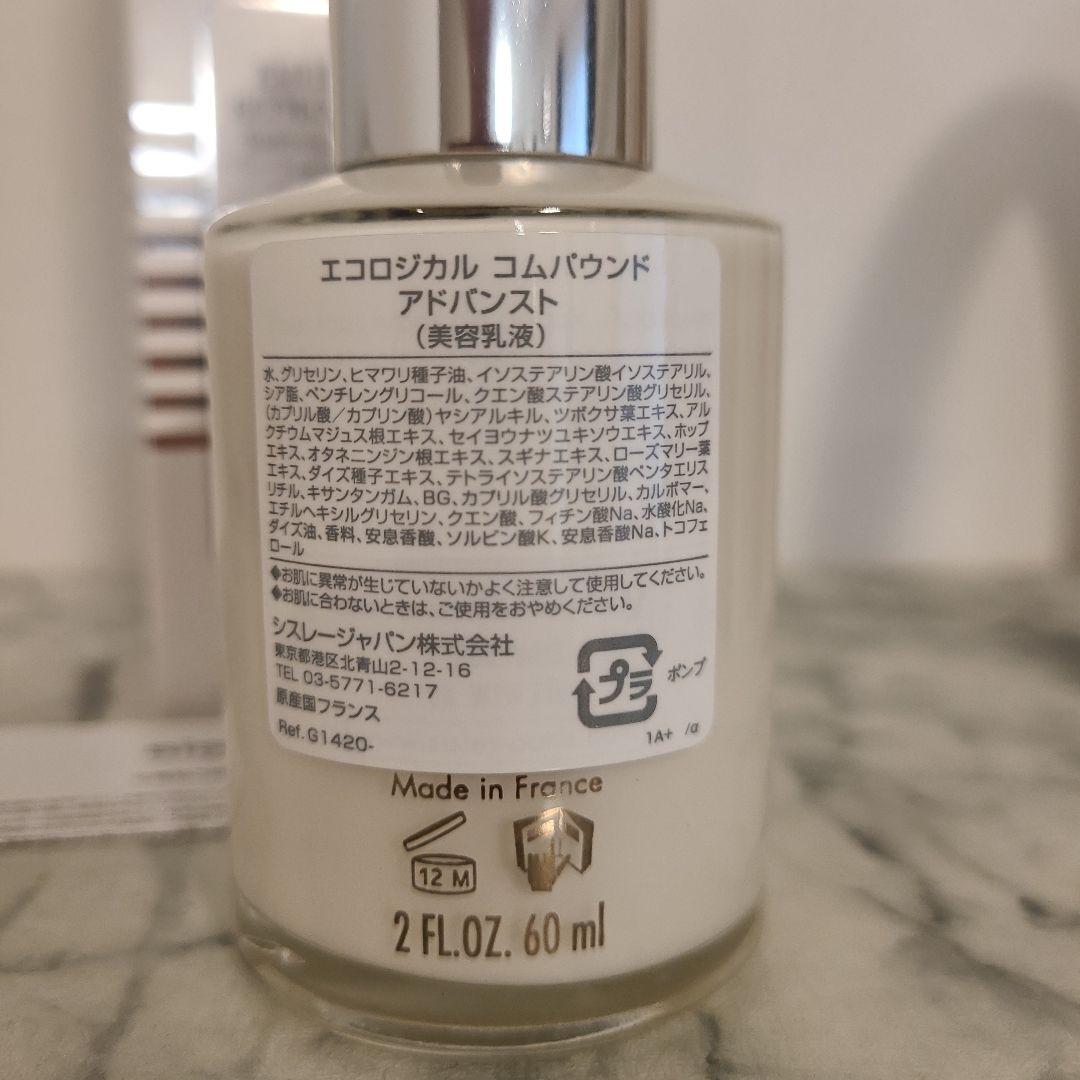 エコロジカル コムパウンド
アドバンスト
(美容乳液)
水、グリセリン、ヒマワリ種子油、イソステアリン酸イソステアリル、
シア脂、ペンチレングリコール、クエン酸ステアリン酸グリセリル、
(カプリル酸/カプリン酸)ヤシアルキル、ツボクサ葉エキス、アル
クチウムマジュス根エキス、セイヨウナツユキソウエキス、ホップ
エキス、オタネニンジン根エキス、スギナエキス、ローズマリー葉
エキス、ダイズ種子エキス、テトライソステアリン酸ペンタエリス
リチル、キサンタンガム、BG、カプリル酸グリセリル、カルボマー、
エチルヘキシルグリセリン、クエン酸、フィチン酸Na、水酸化Na、
ダイズ油、香料、安息香酸、ソルビン酸K、安息香酸Na、トコフェ
ロール
◆お肌に異常が生じていないかよく注意して使用してください。
◆お肌に合わないときは、ご使用をおやめください。
シスレージャパン株式会社
東京都港区北青山2-12-16
TEL 03-5771-6217
原産国フランス
Ref.G1420-
プラ
ポンプ
1A+ /α
Made in France
12 M
2 FL.OZ. 60 ml